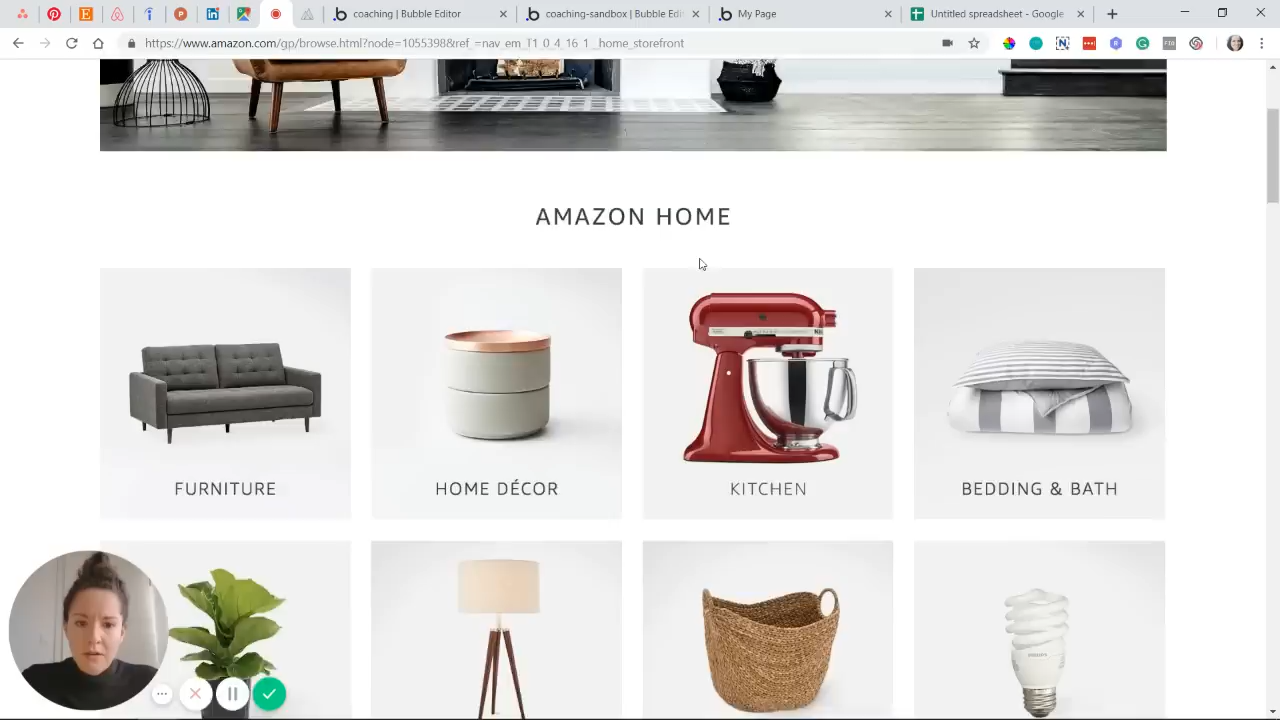 coaching | Bubble Editor
coaching-sandbox | Bubble Edi
My Page
Untitled spreadsheet - Google
https://www.amazon.com/gp/browse.html?node=1055398&ref_=nav_em_T1_0_4_16_1__home_storefront
AMAZON HOME
FURNITURE
HOME DÉCOR
KITCHEN
BEDDING & BATH
PHILIPS